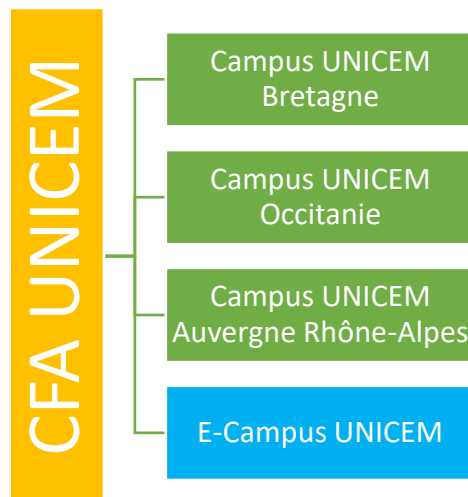 CFA UNICEM
Campus UNICEM
Bretagne
Campus UNICEM
Occitanie
Campus UNICEM
Auvergne Rhône-Alpes
E-Campus UNICEM